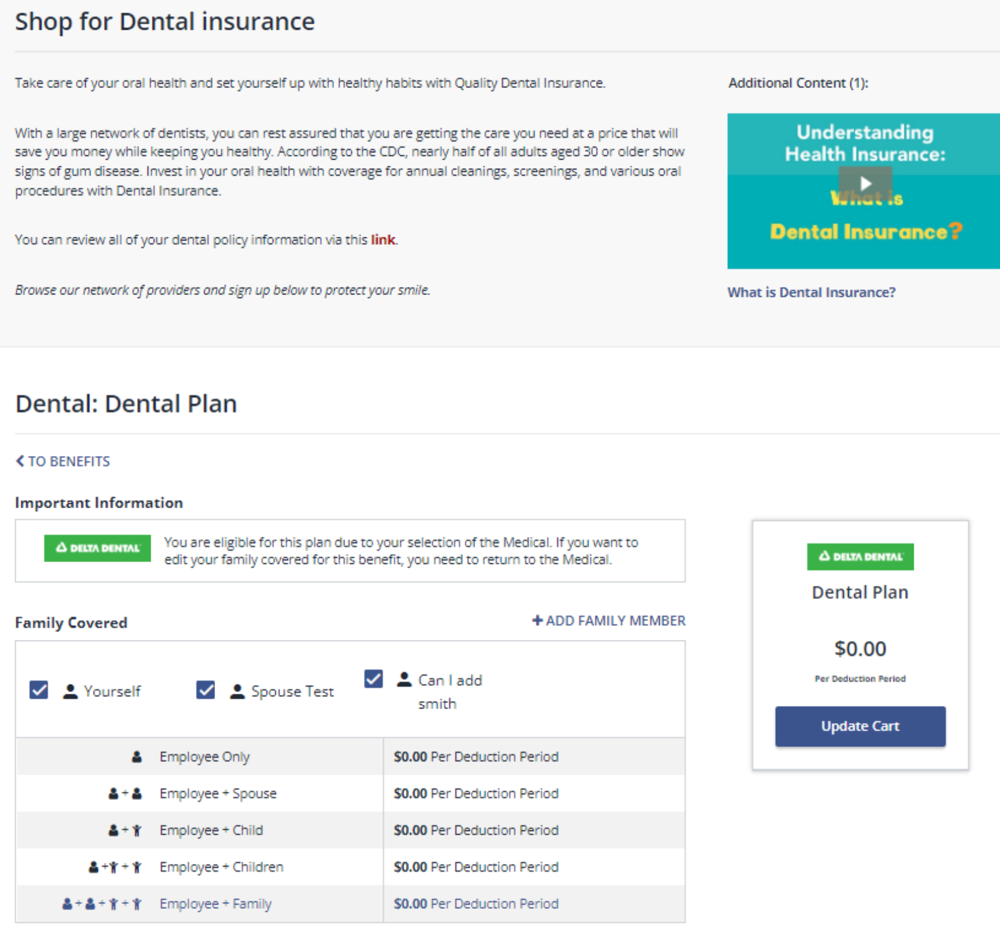 Shop for Dental insurance
Take care of your oral health and set yourself up with healthy habits with Quality Dental Insurance.
With a large network of dentists, you can rest assured that you are getting the care you need at a price that will
save you money while keeping you healthy. According to the CDC, nearly half of all adults aged 30 or older show
signs of gum disease. Invest in your oral health with coverage for annual cleanings, screenings, and various oral
procedures with Dental Insurance.
You can review all of your dental policy information via this link.
Browse our network of providers and sign up below to protect your smile.
Additional Content (1):
Understanding
Health Insurance:
What is
Dental Insurance?
What is Dental Insurance?
Dental: Dental Plan
TO BENEFITS
Important Information
DELTA DENTAL
You are eligible for this plan due to your selection of the Medical. If you want to
edit your family covered for this benefit, you need to return to the Medical.
Family Covered
+ ADD FAMILY MEMBER
Yourself
Spouse Test
Can I add
smith
Employee Only $0.00 Per Deduction Period
Employee + Spouse $0.00 Per Deduction Period
Employee + Child $0.00 Per Deduction Period
Employee + Children $0.00 Per Deduction Period
Employee + Family $0.00 Per Deduction Period
DELTA DENTAL
Dental Plan
$0.00
Per Deduction Period
Update Cart